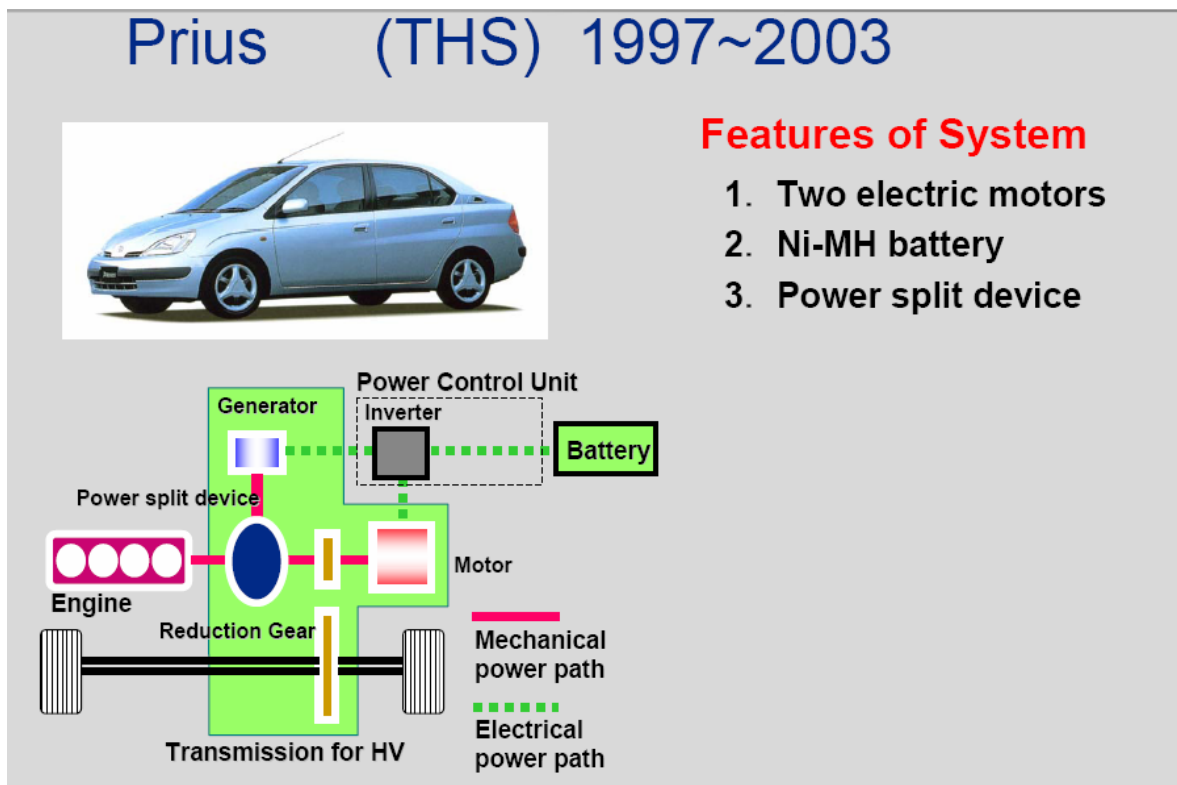 Prius (THS) 1997~2003
Features of System
1. Two electric motors
2. Ni-MH battery
3. Power split device
Power Control Unit
Generator
Inverter
Battery
Power split device
Motor
Engine
Reduction Gear
Mechanical
power path
Electrical
power path
Transmission for HV